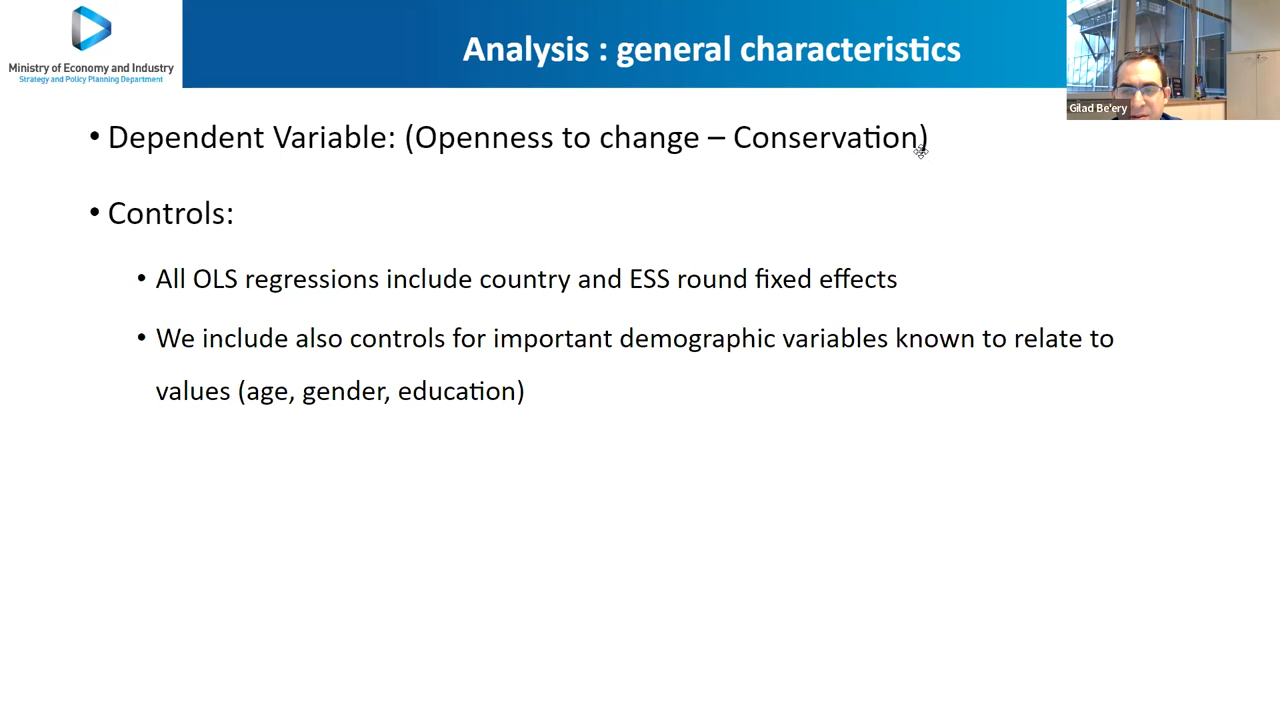 Ministry of Economy and Industry
Strategy and Policy Planning Department
Analysis : general characteristics
Gilad Be'ery
• Dependent Variable: (Openness to change – Conservation)
• Controls:
• All OLS regressions include country and ESS round fixed effects
• We include also controls for important demographic variables known to relate to
values (age, gender, education)